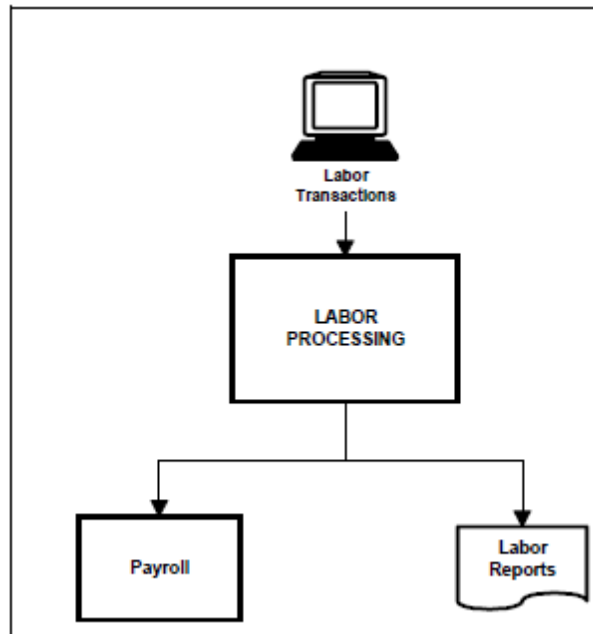 Labor
Transactions
LABOR
PROCESSING
Payroll
Labor
Reports